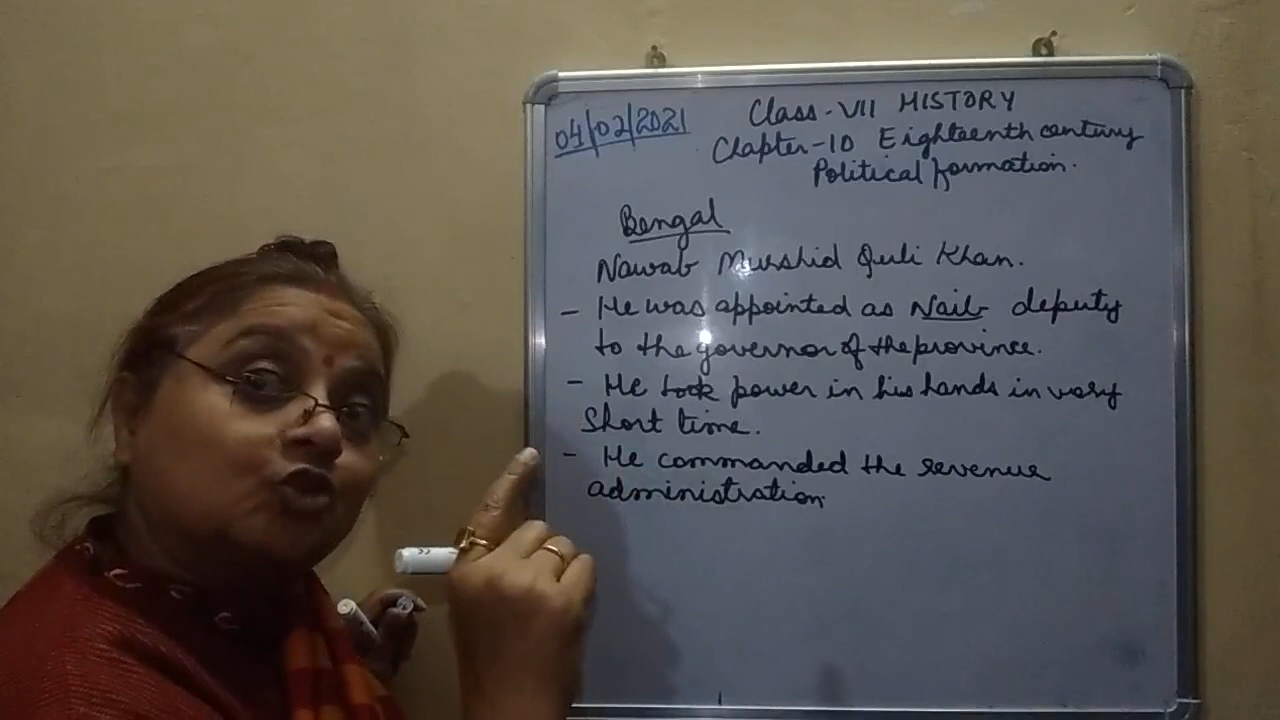 04/02/2021
Class-VII HISTORY
Chapter-10 Eighteenth century
Political formation.
Bengal
Nawab Murshid Quli Khan.
- He was appointed as Naib deputy
to the governor of the province.
- He took power in his hands in very
short time.
- He commanded the revenue
administration.